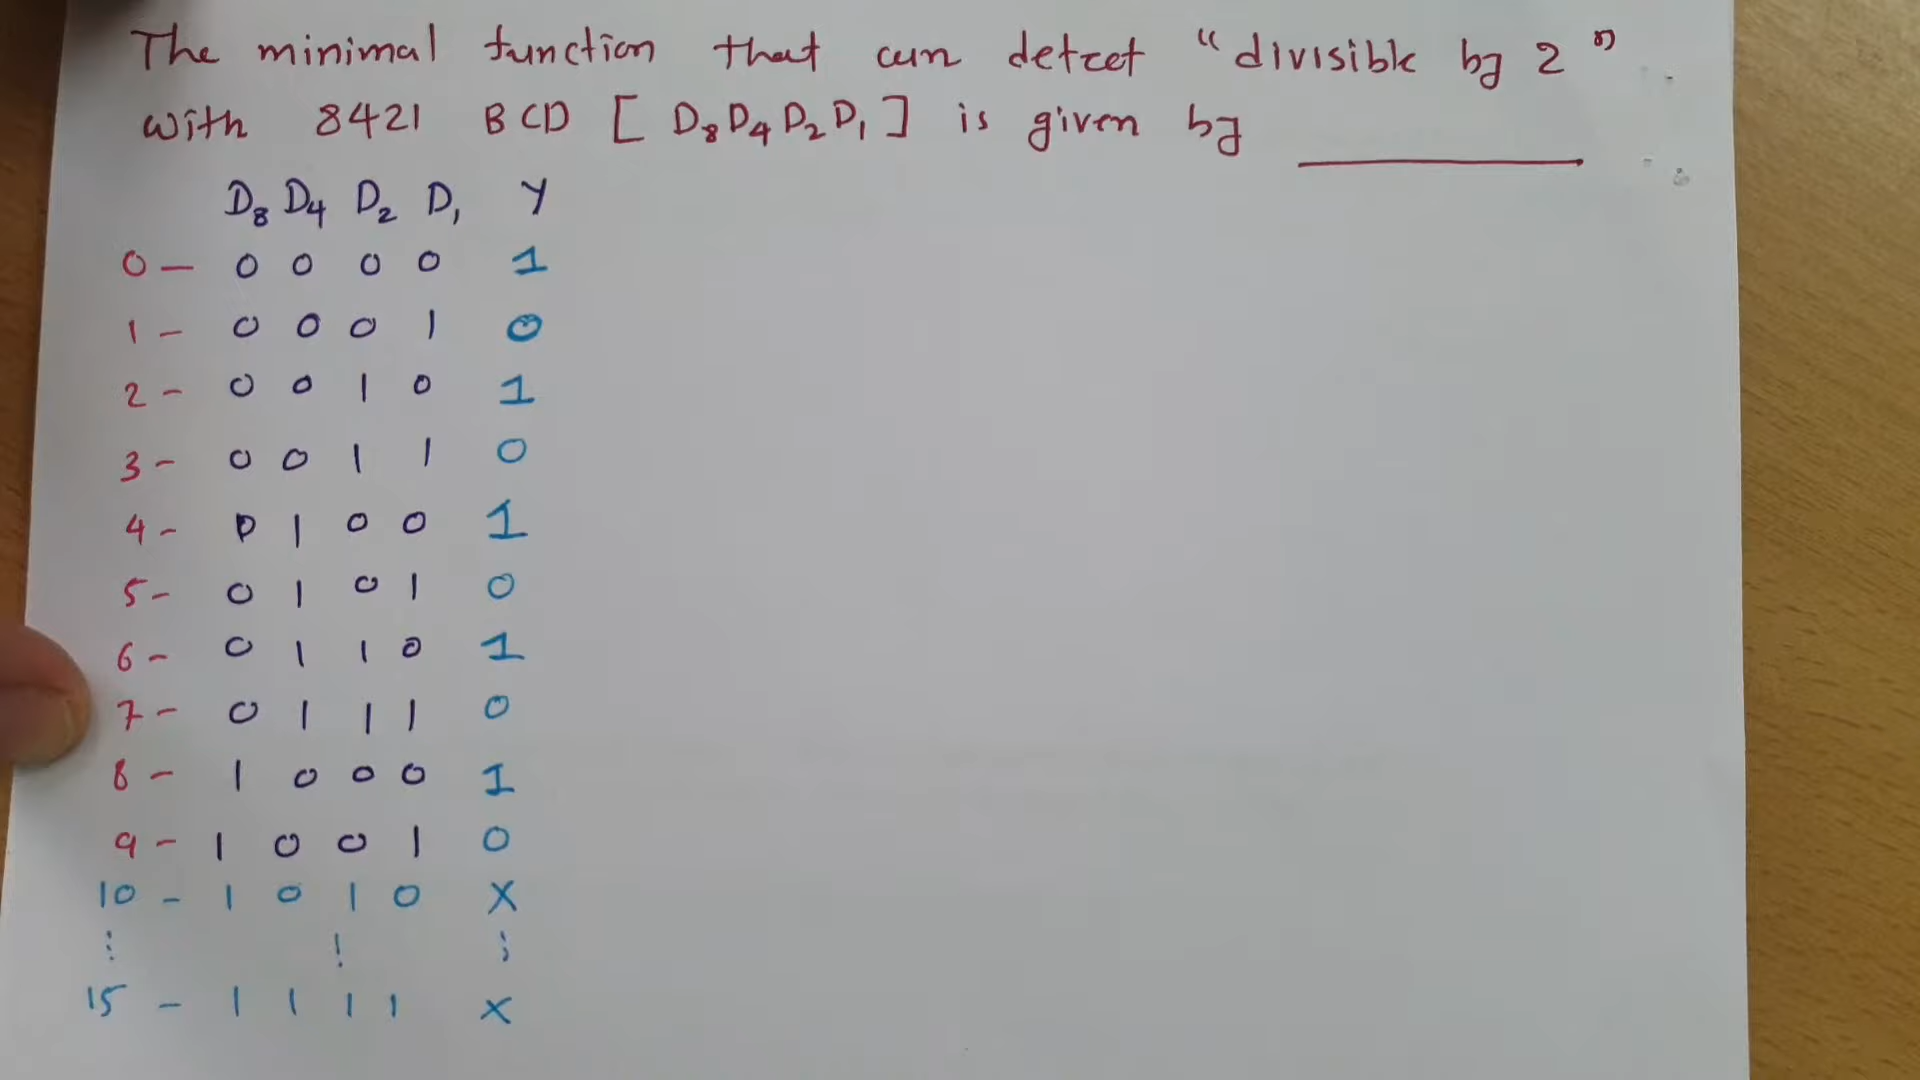 The minimal function that can detect "divisible by 2"
with 8421 BCD [ D₈D₄D₂D₁ ] is given by ________
D₈ D₄ D₂ D₁ Y
0 - 0 0 0 0 1
1 - 0 0 0 1 0
2 - 0 0 1 0 1
3 - 0 0 1 1 0
4 - 0 1 0 0 1
5 - 0 1 0 1 0
6 - 0 1 1 0 1
7 - 0 1 1 1 0
8 - 1 0 0 0 1
9 - 1 0 0 1 0
10 - 1 0 1 0 X
⋮ ⋮ ⋮
15 - 1 1 1 1 X